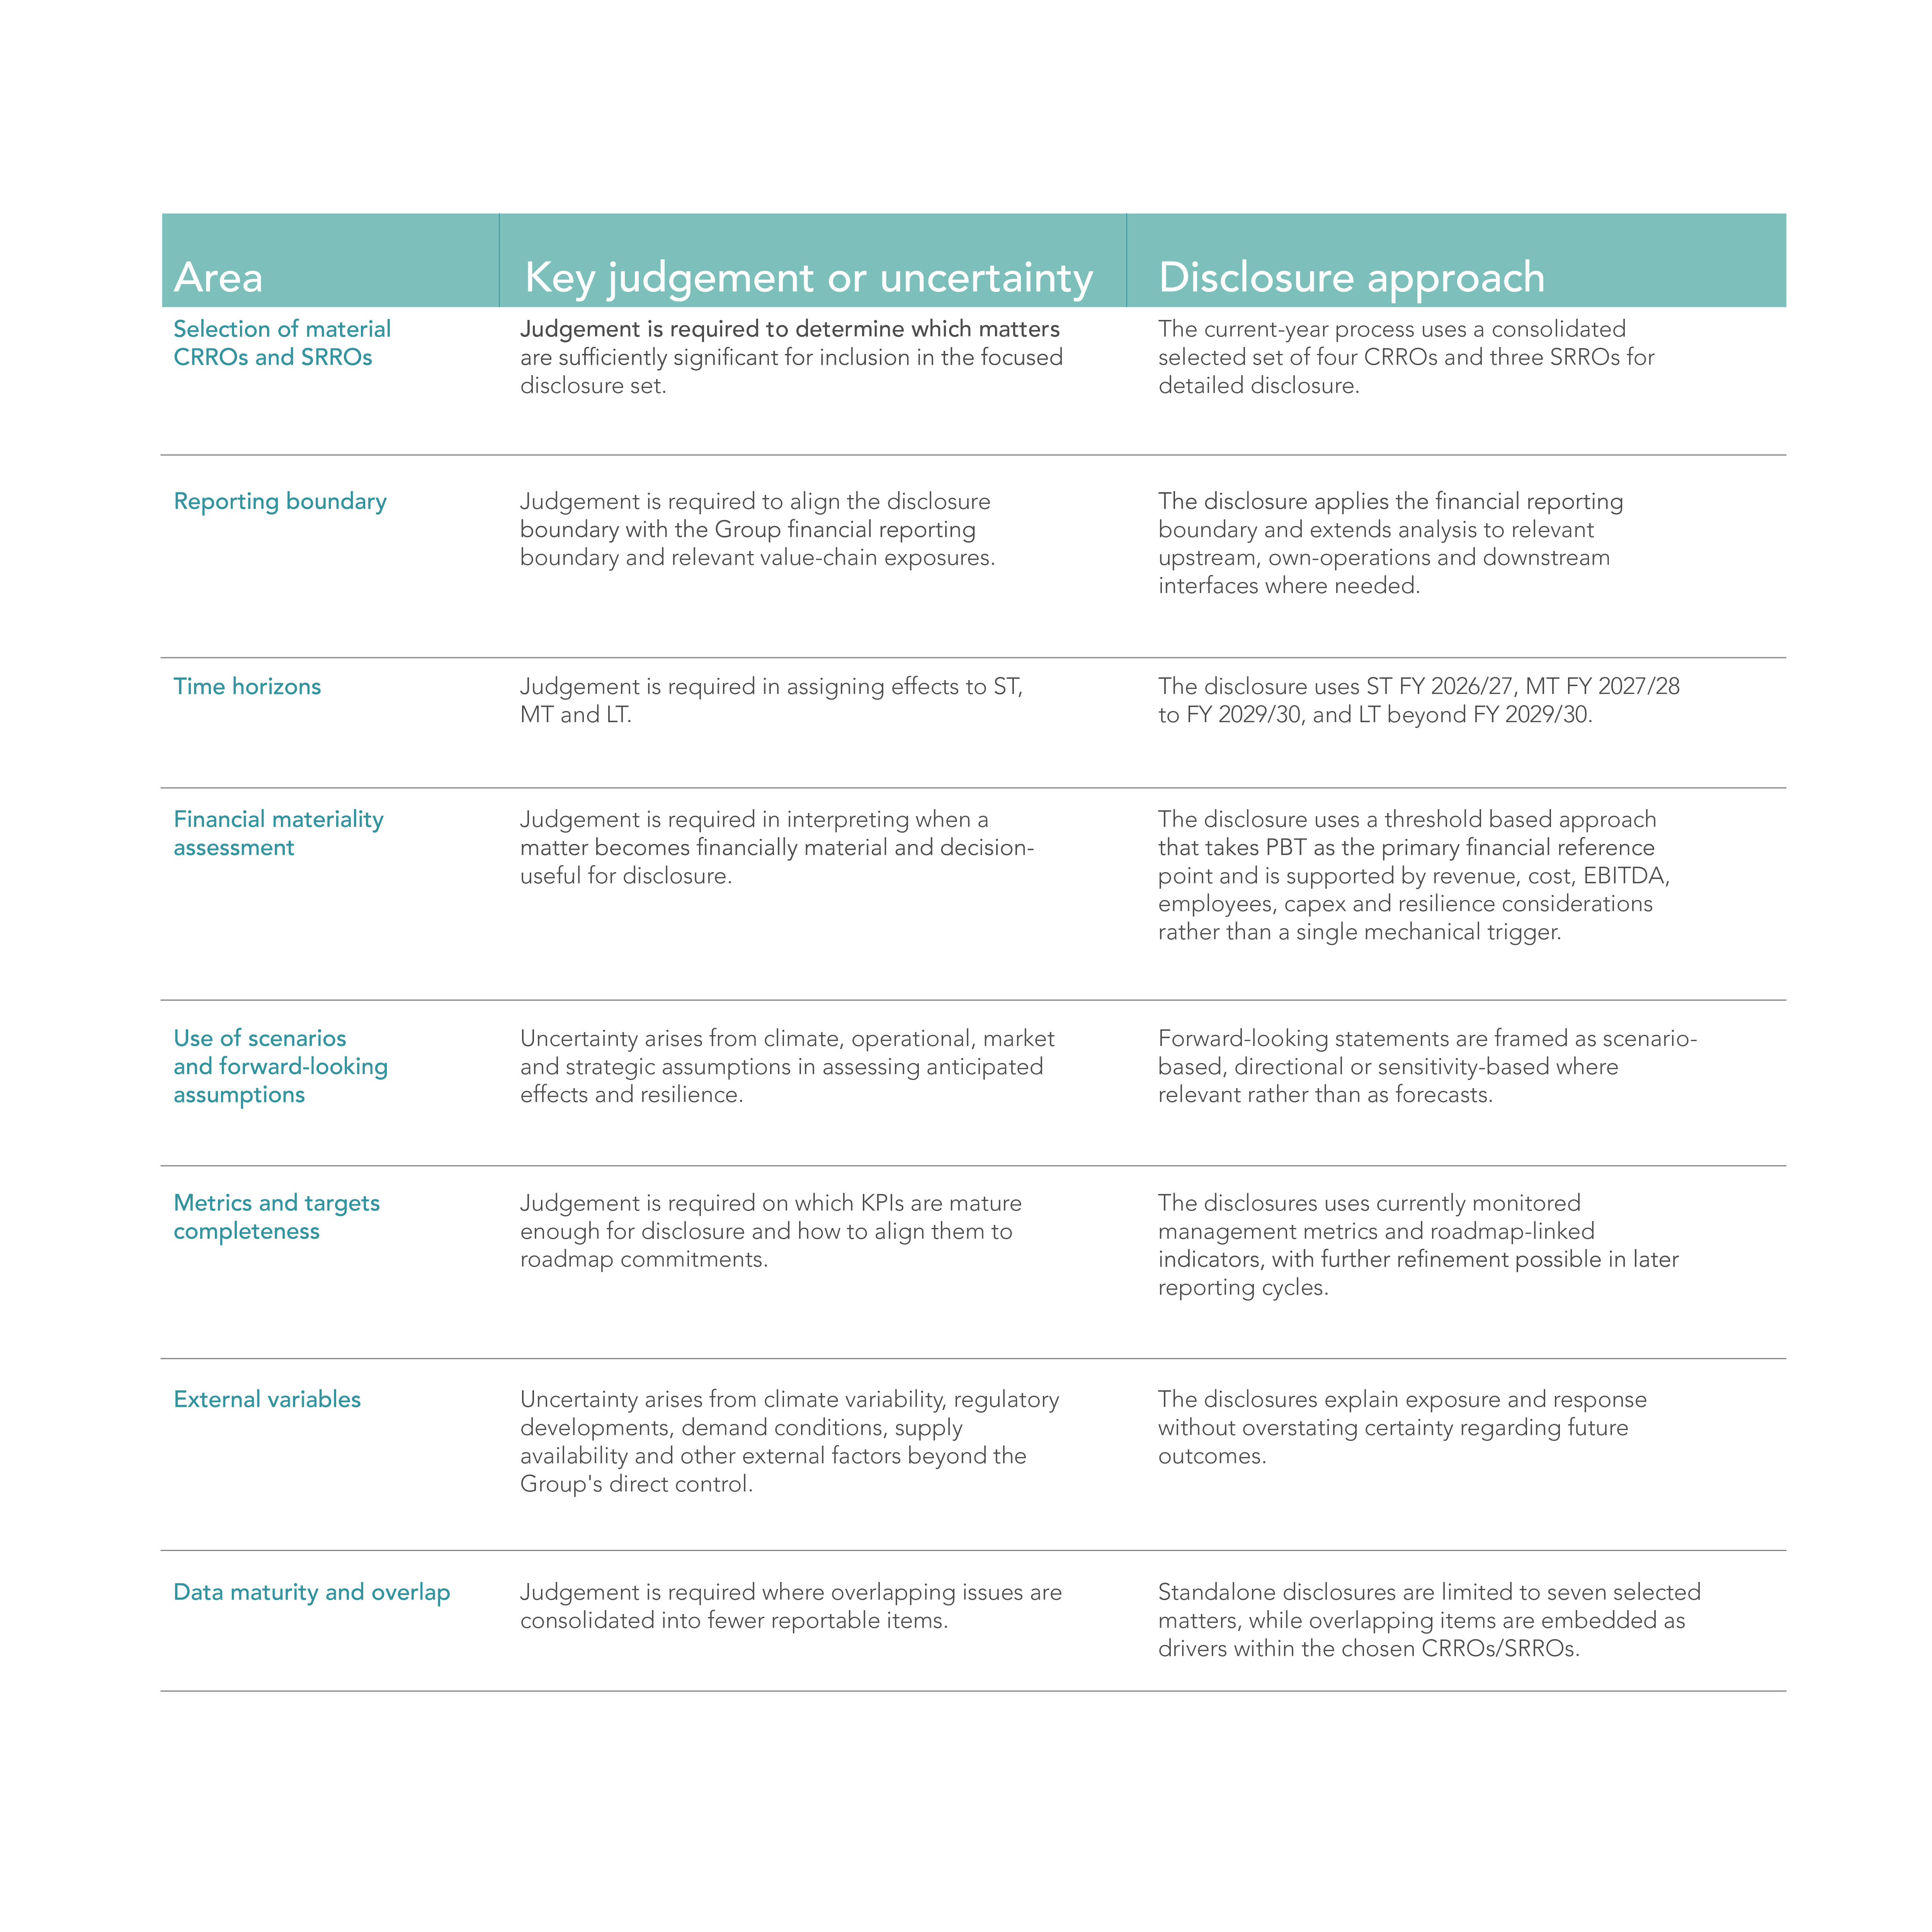 Area
Key judgement or uncertainty
Disclosure approach
Selection of material
CRROs and SRROs
Judgement is required to determine which matters
are sufficiently significant for inclusion in the focused
disclosure set.
The current-year process uses a consolidated
selected set of four CRROs and three SRROs for
detailed disclosure.
Reporting boundary
Judgement is required to align the disclosure
boundary with the Group financial reporting
boundary and relevant value-chain exposures.
The disclosure applies the financial reporting
boundary and extends analysis to relevant
upstream, own-operations and downstream
interfaces where needed.
Time horizons
Judgement is required in assigning effects to ST,
MT and LT.
The disclosure uses ST FY 2026/27, MT FY 2027/28
to FY 2029/30, and LT beyond FY 2029/30.
Financial materiality
assessment
Judgement is required in interpreting when a
matter becomes financially material and decision-
useful for disclosure.
The disclosure uses a threshold based approach
that takes PBT as the primary financial reference
point and is supported by revenue, cost, EBITDA,
employees, capex and resilience considerations
rather than a single mechanical trigger.
Use of scenarios
and forward-looking
assumptions
Uncertainty arises from climate, operational, market
and strategic assumptions in assessing anticipated
effects and resilience.
Forward-looking statements are framed as scenario-
based, directional or sensitivity-based where
relevant rather than as forecasts.
Metrics and targets
completeness
Judgement is required on which KPIs are mature
enough for disclosure and how to align them to
roadmap commitments.
The disclosures uses currently monitored
management metrics and roadmap-linked
indicators, with further refinement possible in later
reporting cycles.
External variables
Uncertainty arises from climate variability, regulatory
developments, demand conditions, supply
availability and other external factors beyond the
Group's direct control.
The disclosures explain exposure and response
without overstating certainty regarding future
outcomes.
Data maturity and overlap
Judgement is required where overlapping issues are
consolidated into fewer reportable items.
Standalone disclosures are limited to seven selected
matters, while overlapping items are embedded as
drivers within the chosen CRROs/SRROs.